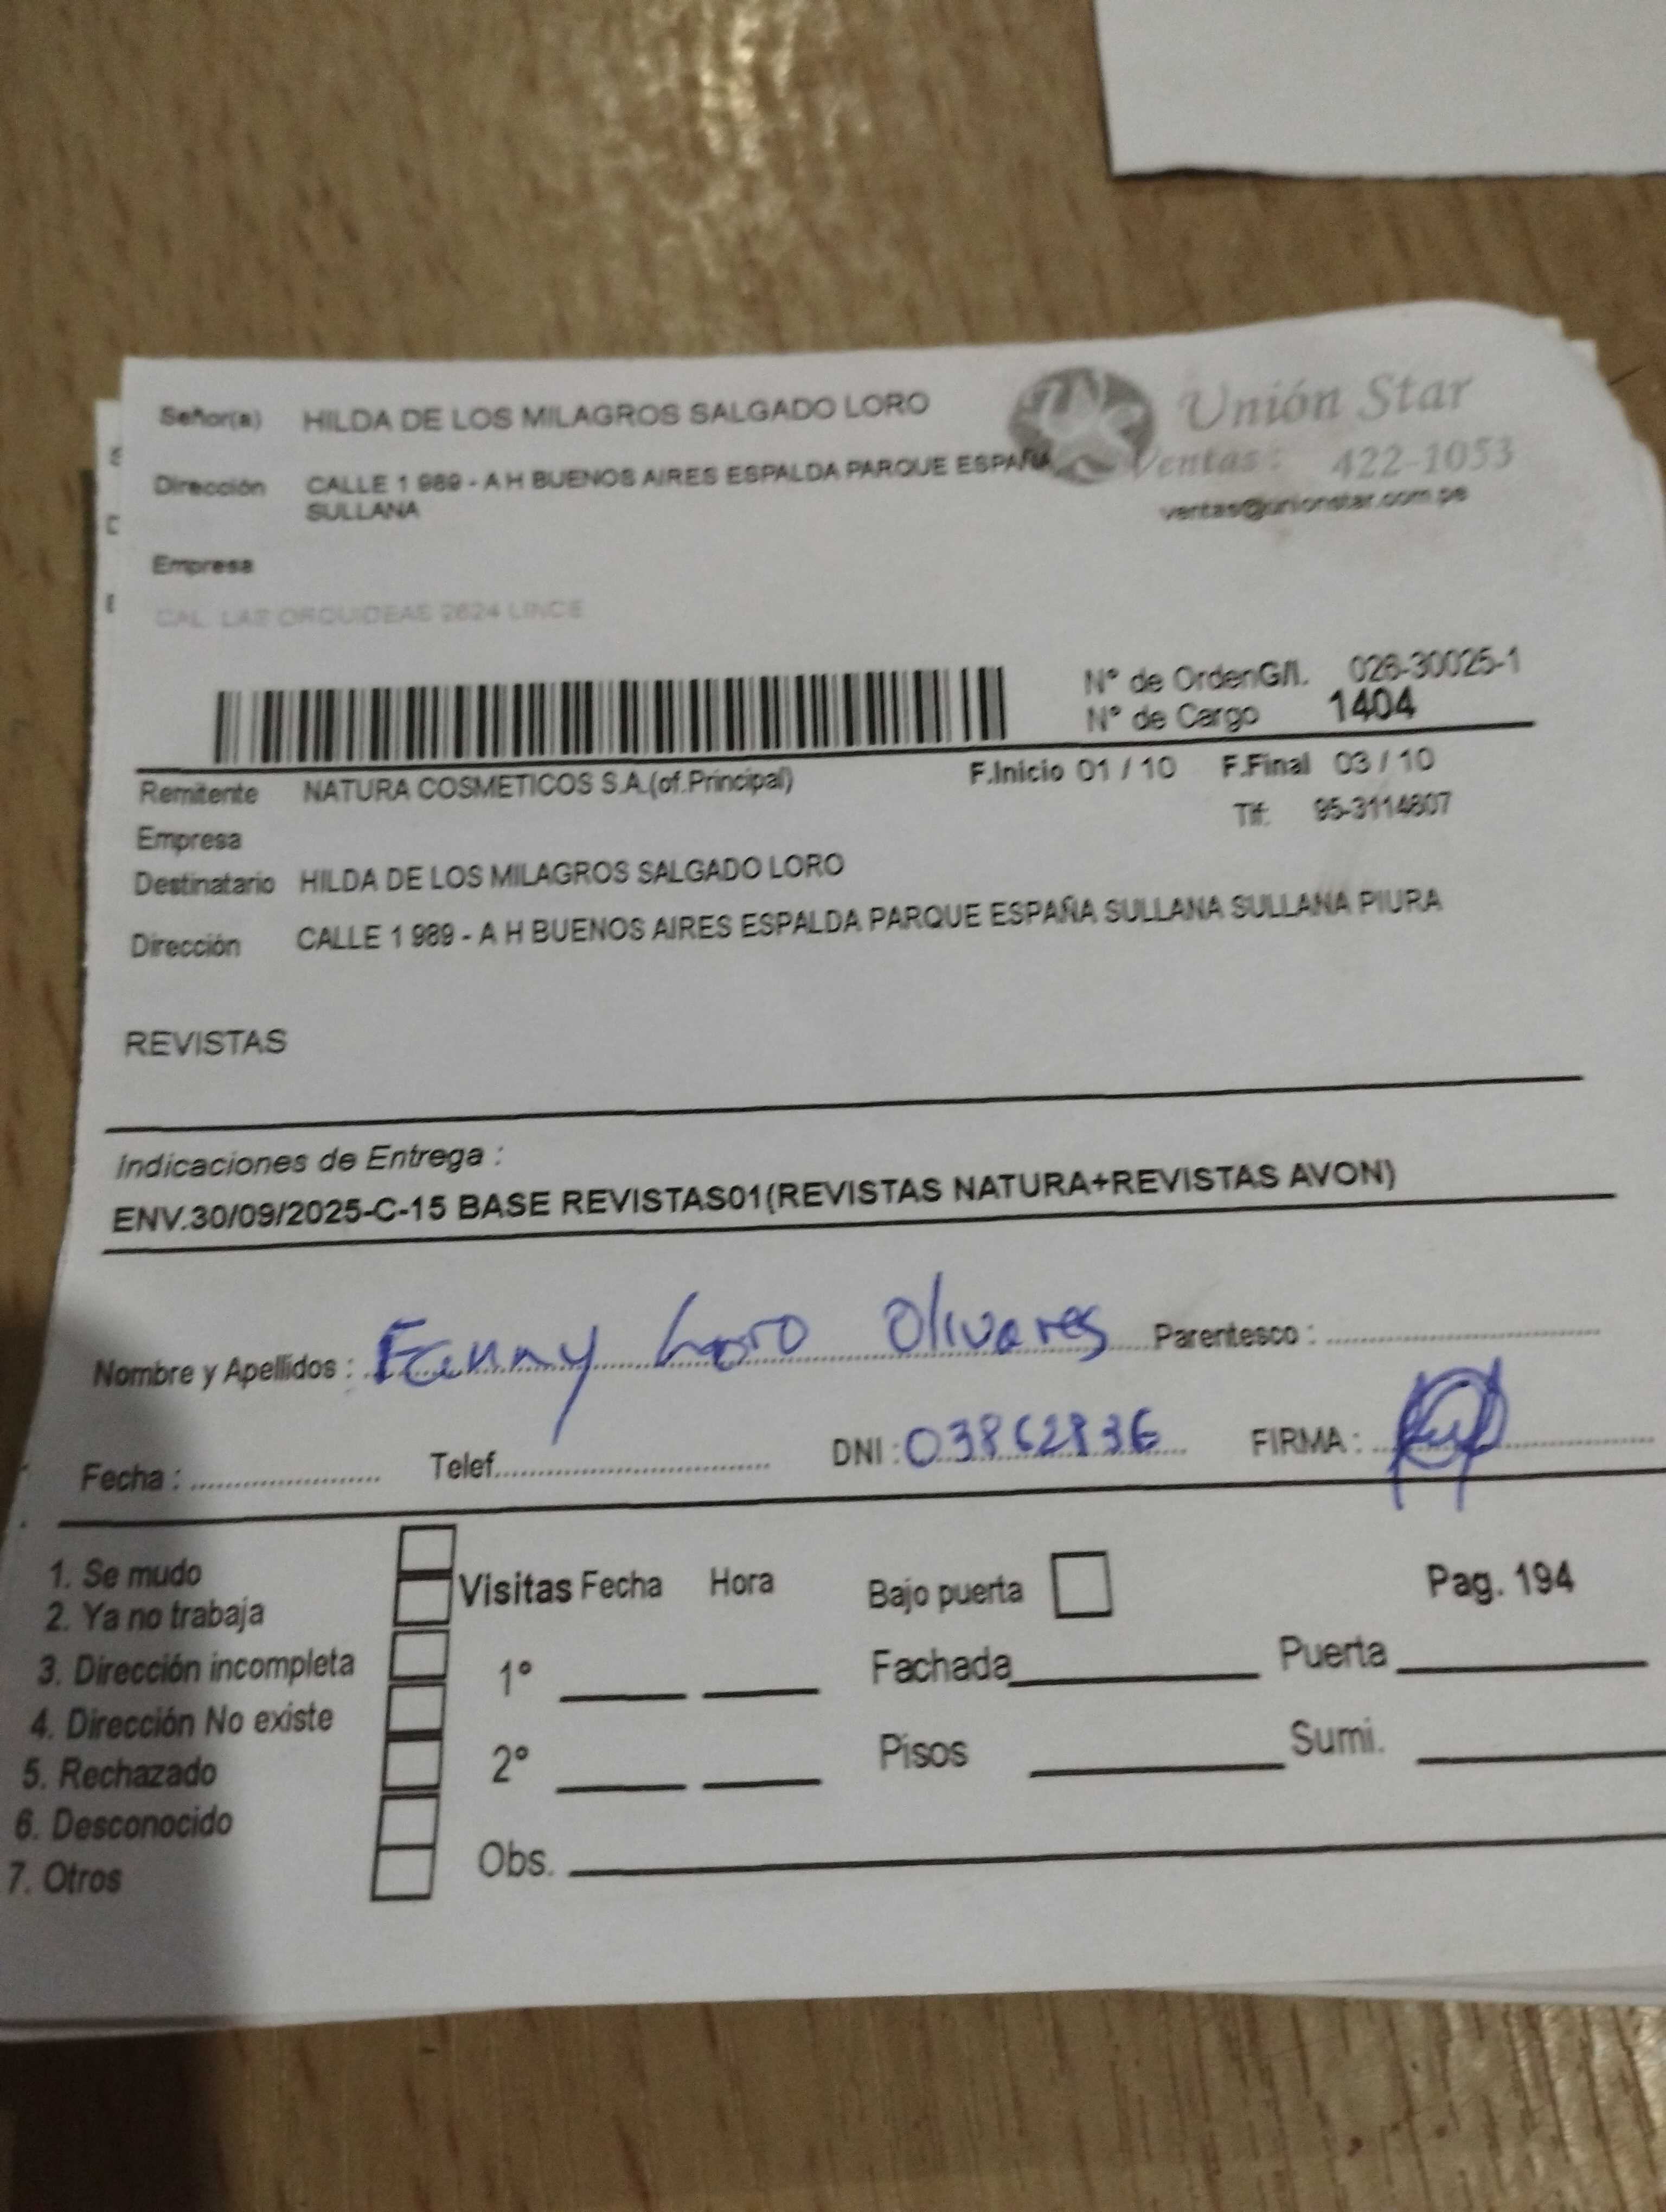 Señor(a) HILDA DE LOS MILAGROS SALGADO LORO
Unión Star
Dirección CALLE 1 989 - A H BUENOS AIRES ESPALDA PARQUE ESPAÑA
SULLANA
Ventas: 422-1053
ventas@unionstar.com.pe
Empresa
CAL. LAS ORQUIDEAS 2624 LINCE
N° de OrdenG/I. 026-30025-1
N° de Cargo 1404
Remitente NATURA COSMETICOS S.A.(of.Principal) F.Inicio 01 / 10 F.Final 03 / 10
Empresa Tlf: 95-3114807
Destinatario HILDA DE LOS MILAGROS SALGADO LORO
Dirección CALLE 1 989 - A H BUENOS AIRES ESPALDA PARQUE ESPAÑA SULLANA SULLANA PIURA
REVISTAS
Indicaciones de Entrega :
ENV.30/09/2025-C-15 BASE REVISTAS01(REVISTAS NATURA+REVISTAS AVON)
Nombre y Apellidos : Fanny Loro Olivares Parentesco :
Fecha : Telef. DNI : 03862836 FIRMA :
1. Se mudo
2. Ya no trabaja
3. Dirección incompleta
4. Dirección No existe
5. Rechazado
6. Desconocido
7. Otros
Visitas Fecha Hora
1°
2°
Obs.
Bajo puerta
Pag. 194
Fachada Puerta
Pisos Sumi.